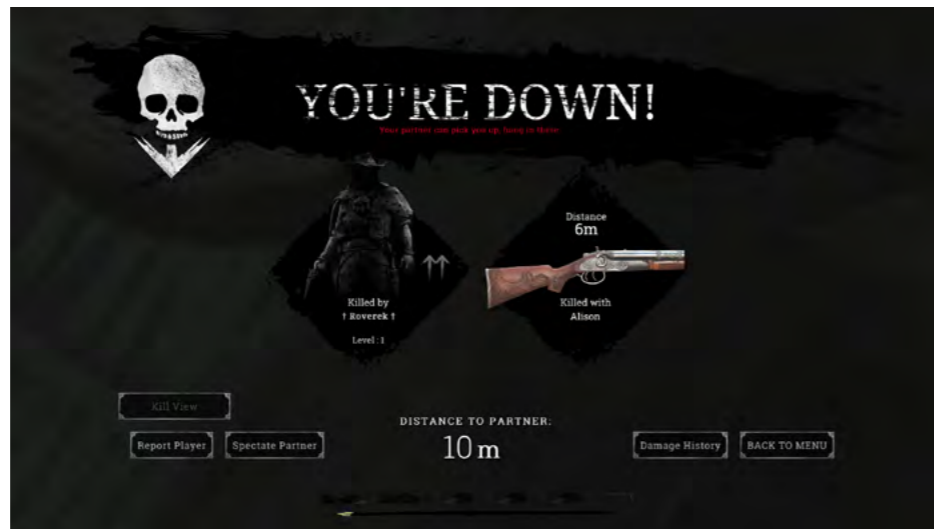 YOU'RE DOWN!
Your partner can pick you up, hang in there
Distance
6m
Killed by
† Roverek †
Level: 1
Killed with
Alison
Kill View
Report Player
Spectate Partner
DISTANCE TO PARTNER:
10 m
Damage History
BACK TO MENU